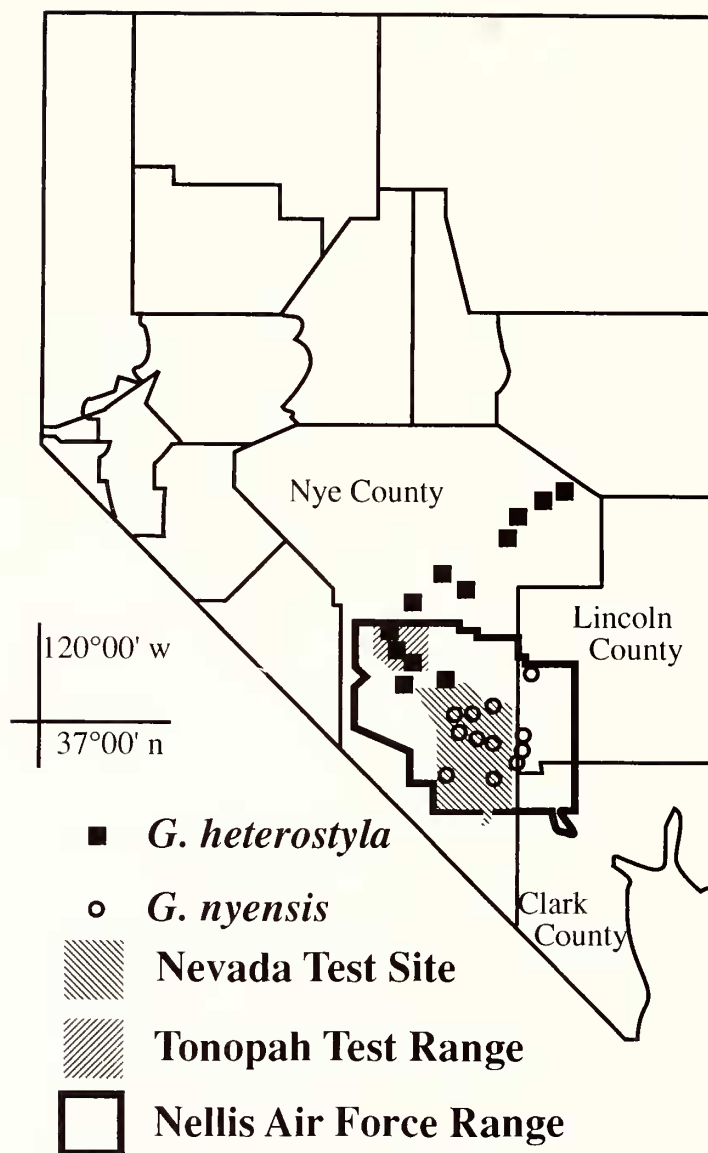 Nye County
Lincoln
County
120°00' w
37°00' n
G. heterostyla
G. nyensis
Clark
County
Nevada Test Site
Tonopah Test Range
Nellis Air Force Range